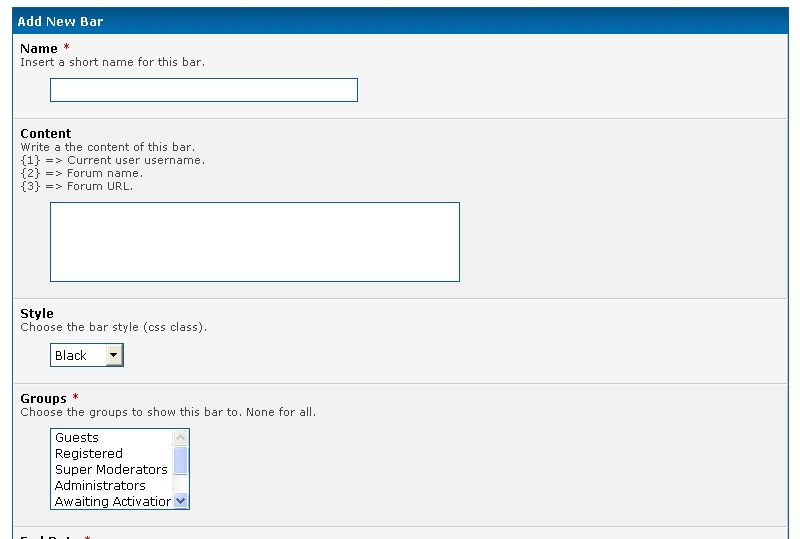 Add New Bar
Name *
Insert a short name for this bar.
Content
Write a the content of this bar.
{1} => Current user username.
{2} => Forum name.
{3} => Forum URL.
Style
Choose the bar style (css class).
Black
Groups *
Choose the groups to show this bar to. None for all.
Guests
Registered
Super Moderators
Administrators
Awaiting Activation
End Date *